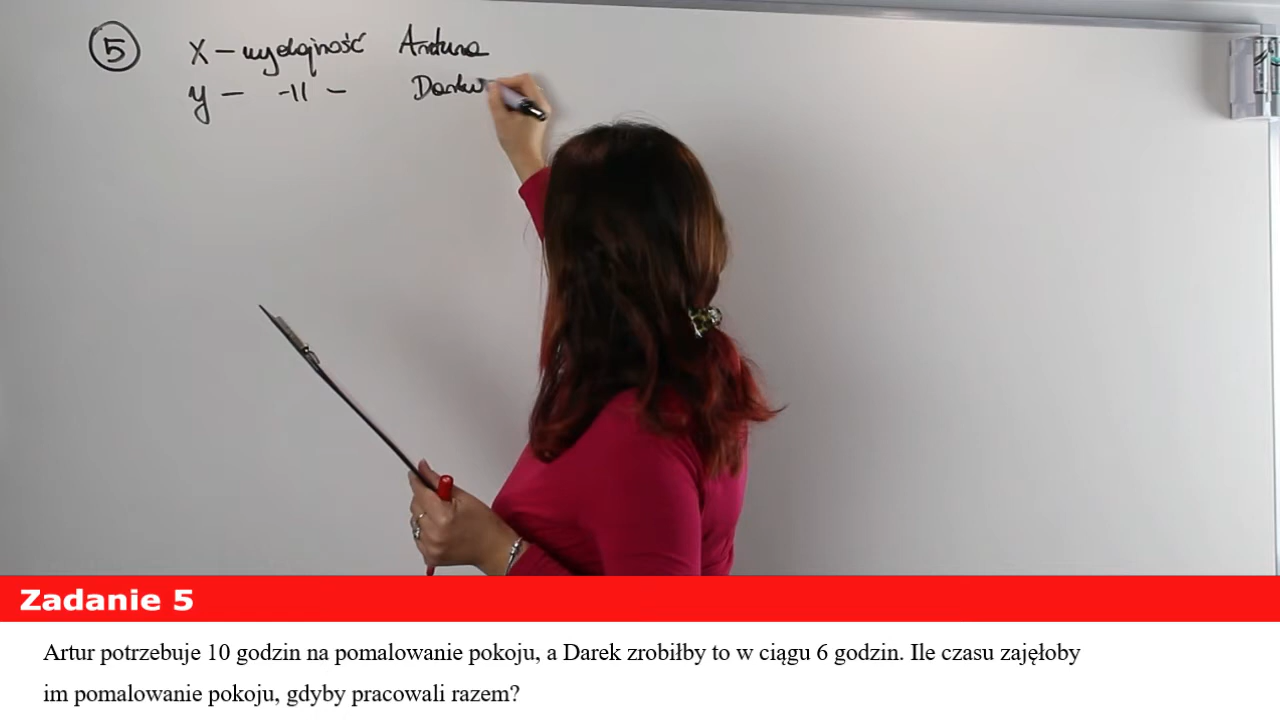 5 x – wydajność Artura
y – -11- Darku
Zadanie 5
Artur potrzebuje 10 godzin na pomalowanie pokoju, a Darek zrobiłby to w ciągu 6 godzin. Ile czasu zajęłoby
im pomalowanie pokoju, gdyby pracowali razem?